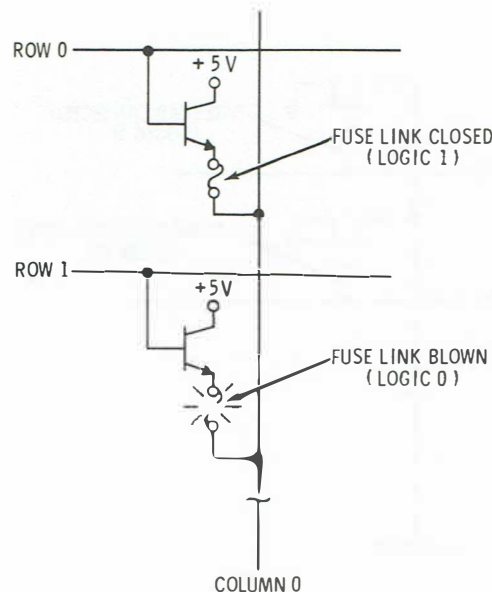 ROW 0
+5V
FUSE LINK CLOSED
(LOGIC 1)
ROW 1
+5V
FUSE LINK BLOWN
(LOGIC 0)
COLUMN 0